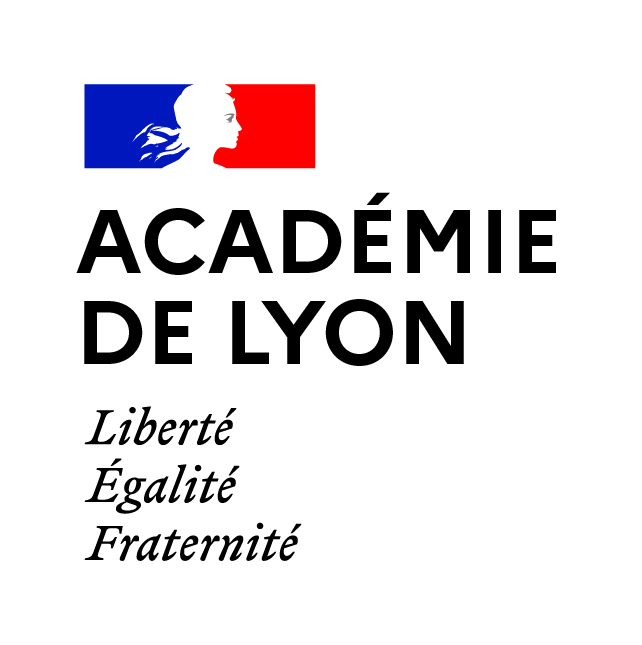 ACADÉMIE
DE LYON
Liberté
Égalité
Fraternité